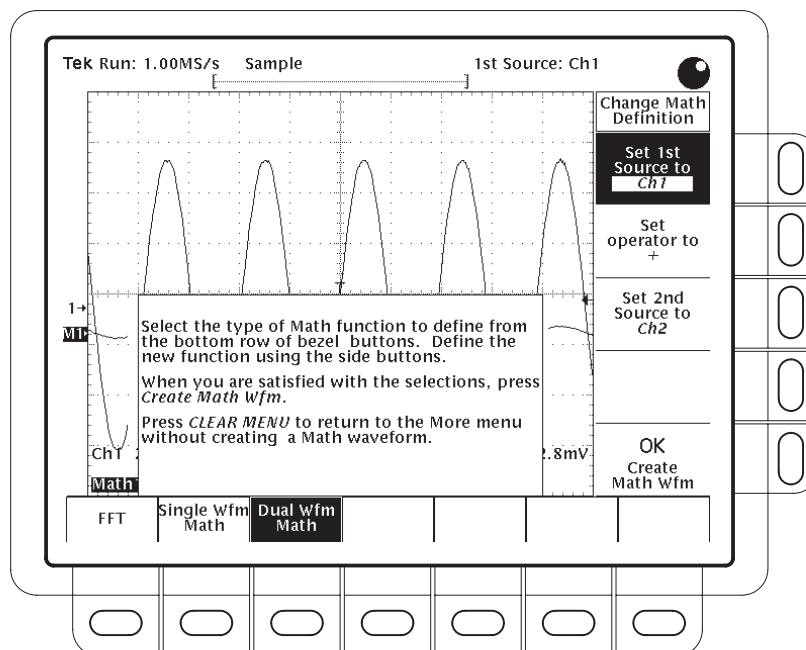 Tek Run: 1.00MS/s Sample 1st Source: Ch1
Change Math
Definition
Set 1st
Source to
Ch1
Set
operator to
+
Set 2nd
Source to
Ch2
1
M1
Select the type of Math function to define from
the bottom row of bezel buttons. Define the
new function using the side buttons.
When you are satisfied with the selections, press
Create Math Wfm.
Press CLEAR MENU to return to the More menu
without creating a Math waveform.
Ch1
2.8mV
Math1
OK
Create
Math Wfm
FFT
Single Wfm
Math
Dual Wfm
Math